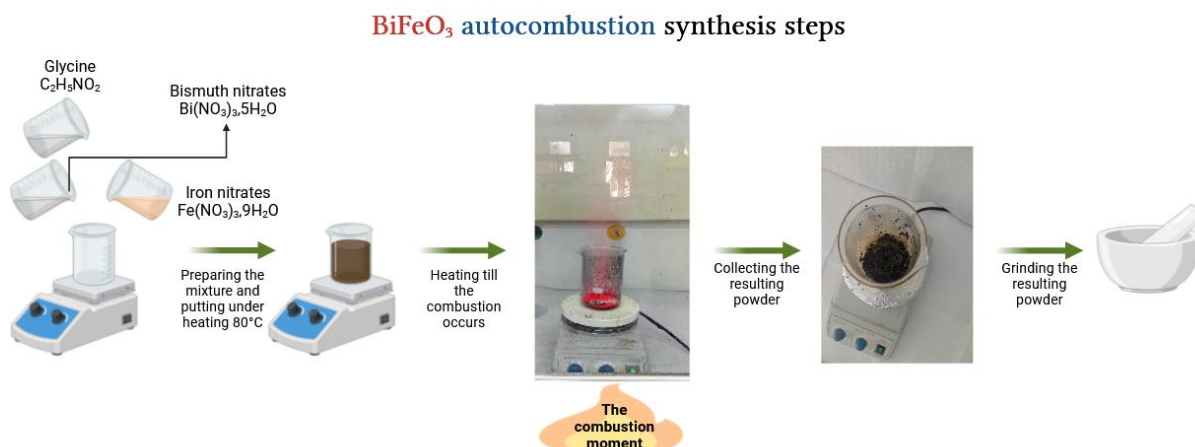 BiFeO₃ autocombustion synthesis steps
Glycine
C₂H₅NO₂
Bismuth nitrates
Bi(NO₃)₃,5H₂O
Iron nitrates
Fe(NO₃)₃,9H₂O
Preparing the
mixture and
putting under
heating 80°C
Heating till
the
combustion
occurs
The
combustion
moment
Collecting the
resulting
powder
Grinding the
resulting
powder